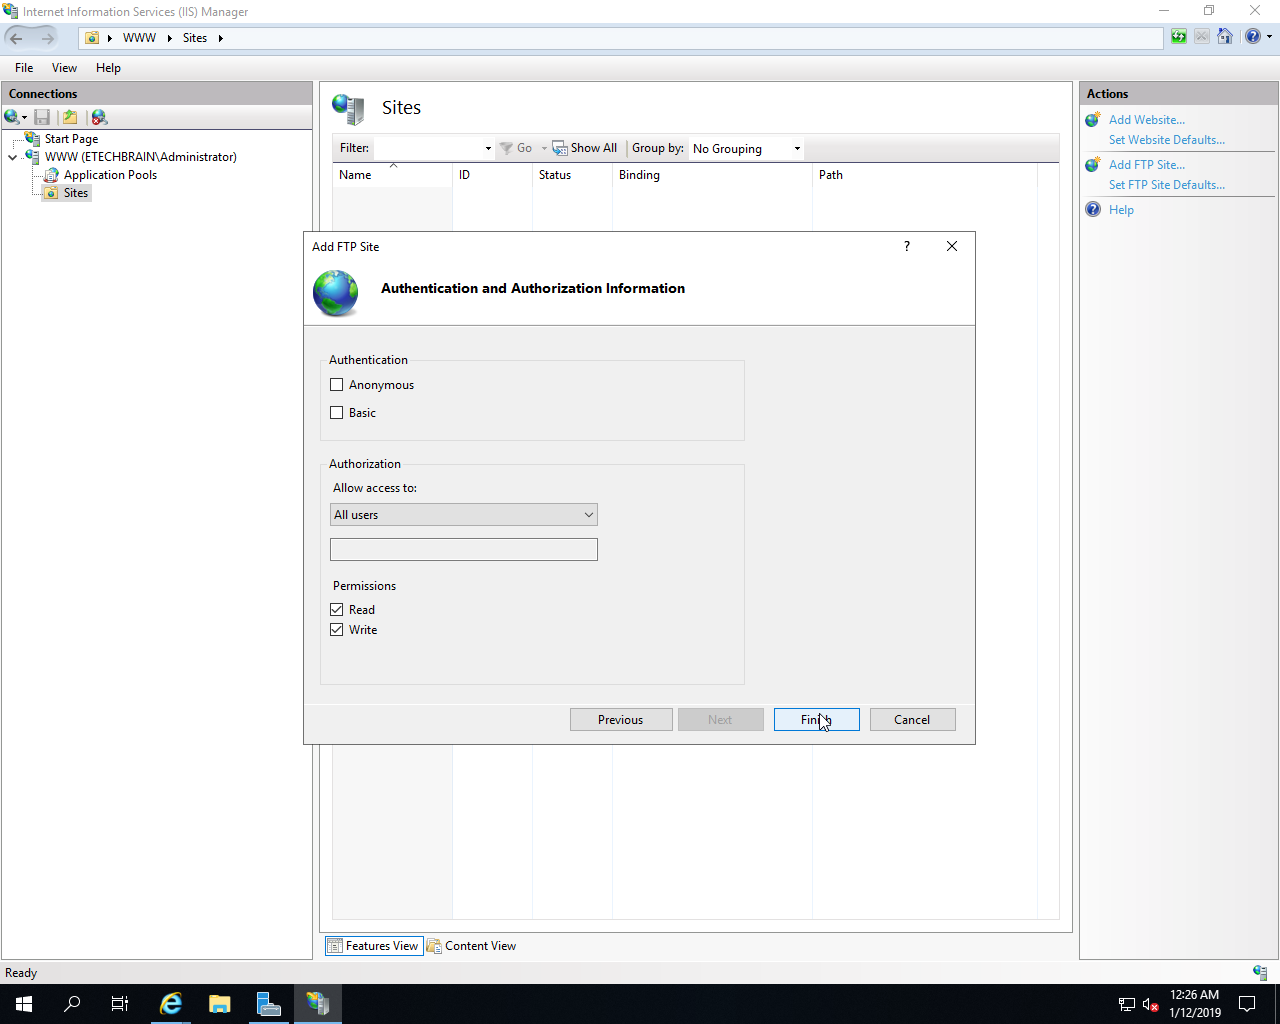 Internet Information Services (IIS) Manager
WWW Sites
File View Help
Connections
Start Page
WWW (ETECHBRAIN\Administrator)
Application Pools
Sites
Sites
Filter: Go Show All Group by: No Grouping
Name ID Status Binding Path
Add FTP Site ?
Authentication and Authorization Information
Authentication
Anonymous
Basic
Authorization
Allow access to:
All users
Permissions
Read
Write
Previous Next Finish Cancel
Features View Content View
Actions
Add Website...
Set Website Defaults...
Add FTP Site...
Set FTP Site Defaults...
Help
Ready
12:26 AM
1/12/2019